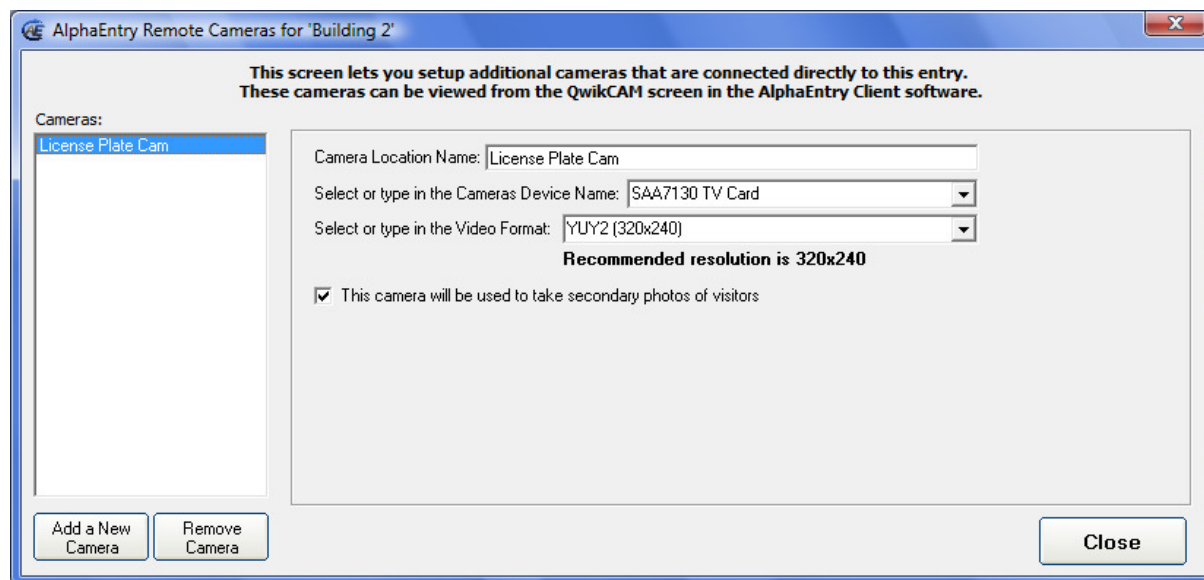 AlphaEntry Remote Cameras for 'Building 2'
This screen lets you setup additional cameras that are connected directly to this entry.
These cameras can be viewed from the QwikCAM screen in the AlphaEntry Client software.
Cameras:
License Plate Cam
Camera Location Name: License Plate Cam
Select or type in the Cameras Device Name: SAA7130 TV Card
Select or type in the Video Format: YUY2 (320x240)
Recommended resolution is 320x240
This camera will be used to take secondary photos of visitors
Add a New
Camera
Remove
Camera
Close